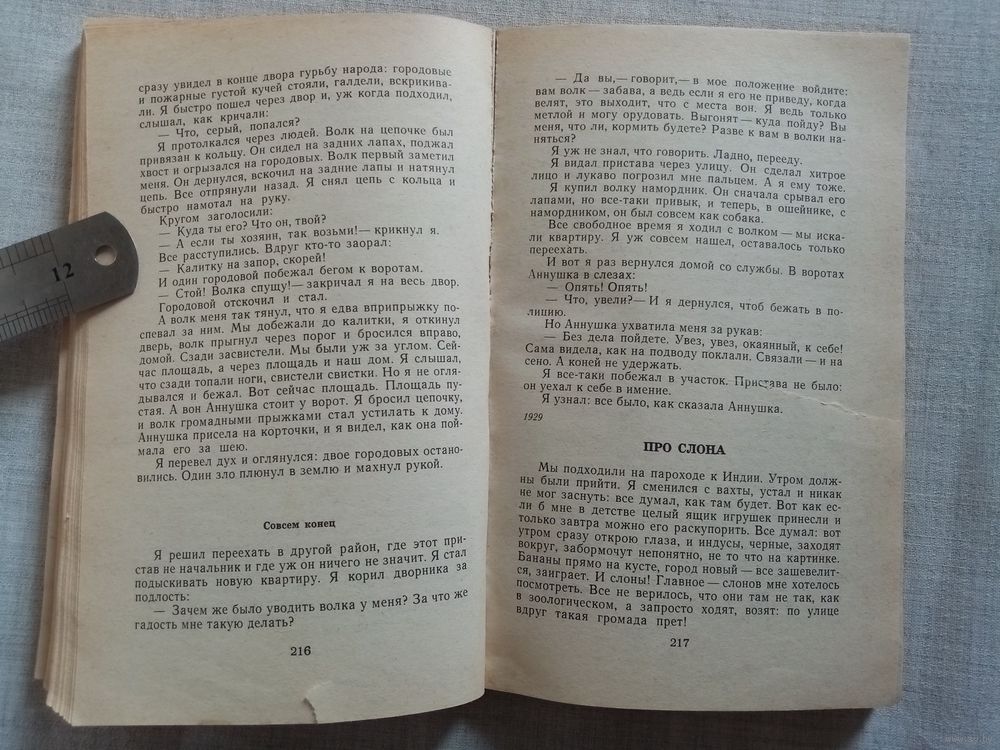 сразу увидел в конце двора гурьбу народа: городовые
и пожарные густой кучей стояли, галдели, вскрикива-
ли. Я быстро пошел через двор и, уж когда подходил,
слышал, как кричали:
— Что, серый, попался?
Я протолкался через людей. Волк на цепочке был
привязан к кольцу. Он сидел на задних лапах, поджал
хвост и огрызался на городовых. Волк первый заметил
меня. Он дернулся, вскочил на задние лапы и натянул
цепь. Все отпрянули назад. Я снял цепь с кольца и
быстро намотал на руку.
Кругом заголосили:
— Куда ты его? Что он, твой?
— А если ты хозяин, так возьми!— крикнул я.
Все расступились. Вдруг кто-то заорал:
— Калитку на запор, скорей!
И один городовой побежал бегом к воротам.
— Стой! Волка спущу!— закричал я на весь двор.
Городовой отскочил и стал.
А волк меня так тянул, что я едва вприпрыжку по-
спевал за ним. Мы добежали до калитки, я откинул
дверь, волк прыгнул через порог и бросился вправо,
домой. Сзади засвистели. Мы были уж за углом. Сей-
час площадь, а через площадь и наш дом. Я слышал,
что сзади топали ноги, свистели свистки. Но я не огля-
дывался и бежал. Вот сейчас площадь. Площадь пу-
стая. А вон Аннушка стоит у ворот. Я бросил цепочку,
и волк громадными прыжками стал устилать к дому.
Аннушка присела на корточки, и я видел, как она пой-
мала его за шею.
Я перевел дух и оглянулся: двое городовых остано-
вились. Один зло плюнул в землю и махнул рукой.
Совсем конец
Я решил переехать в другой район, где этот при-
став не начальник и где уж он ничего не значит. Я стал
подыскивать новую квартиру. Я корил дворника за
подлость:
— Зачем же было уводить волка у меня? За что же
гадость мне такую делать?
216
— Да вы,— говорит,— в мое положение войдите:
вам волк — забава, а ведь если я его не приведу, когда
велят, это выходит, что с места вон. Я ведь только
метлой и могу орудовать. Выгонят — куда пойду? Вы
меня, что ли, кормить будете? Разве к вам в волки на-
няться?
Я уж не знал, что говорить. Ладно, перееду.
Я видал пристава через улицу. Он сделал хитрое
лицо и лукаво погрозил мне пальцем. А я ему тоже.
Я купил волку намордник. Он сначала срывал его
лапами, но все-таки привык, и теперь, в ошейнике, с
намордником, он был совсем как собака.
Все свободное время я ходил с волком — мы иска-
ли квартиру. Я уж совсем нашел, оставалось только
переехать.
И вот я раз вернулся домой со службы. В воротах
Аннушка в слезах:
— Опять! Опять!
— Что, увели?— И я дернулся, чтоб бежать в по-
лицию.
Но Аннушка ухватила меня за рукав:
— Без дела пойдете. Увез, увез, окаянный, к себе!
Сама видела, как на подводу поклали. Связали — и на
сено. А коней не удержать.
Я все-таки побежал в участок. Пристава не было:
он уехал к себе в имение.
Я узнал: все было, как сказала Аннушка.
1929
ПРО СЛОНА
Мы подходили на пароходе к Индии. Утром долж-
ны были прийти. Я сменился с вахты, устал и никак
не мог заснуть: все думал, как там будет. Вот как ес-
ли б мне в детстве целый ящик игрушек принесли и
только завтра можно его раскупорить. Все думал: вот
утром сразу открою глаза, и индусы, черные, заходят
вокруг, забормочут непонятно, не то что на картинке.
Бананы прямо на кусте, город новый — все зашевелит-
ся, заиграет. И слоны! Главное — слонов мне хотелось
посмотреть. Все не верилось, что они там не так, как
в зоологическом, а запросто ходят, возят: по улице
вдруг такая громада прет!
217
12